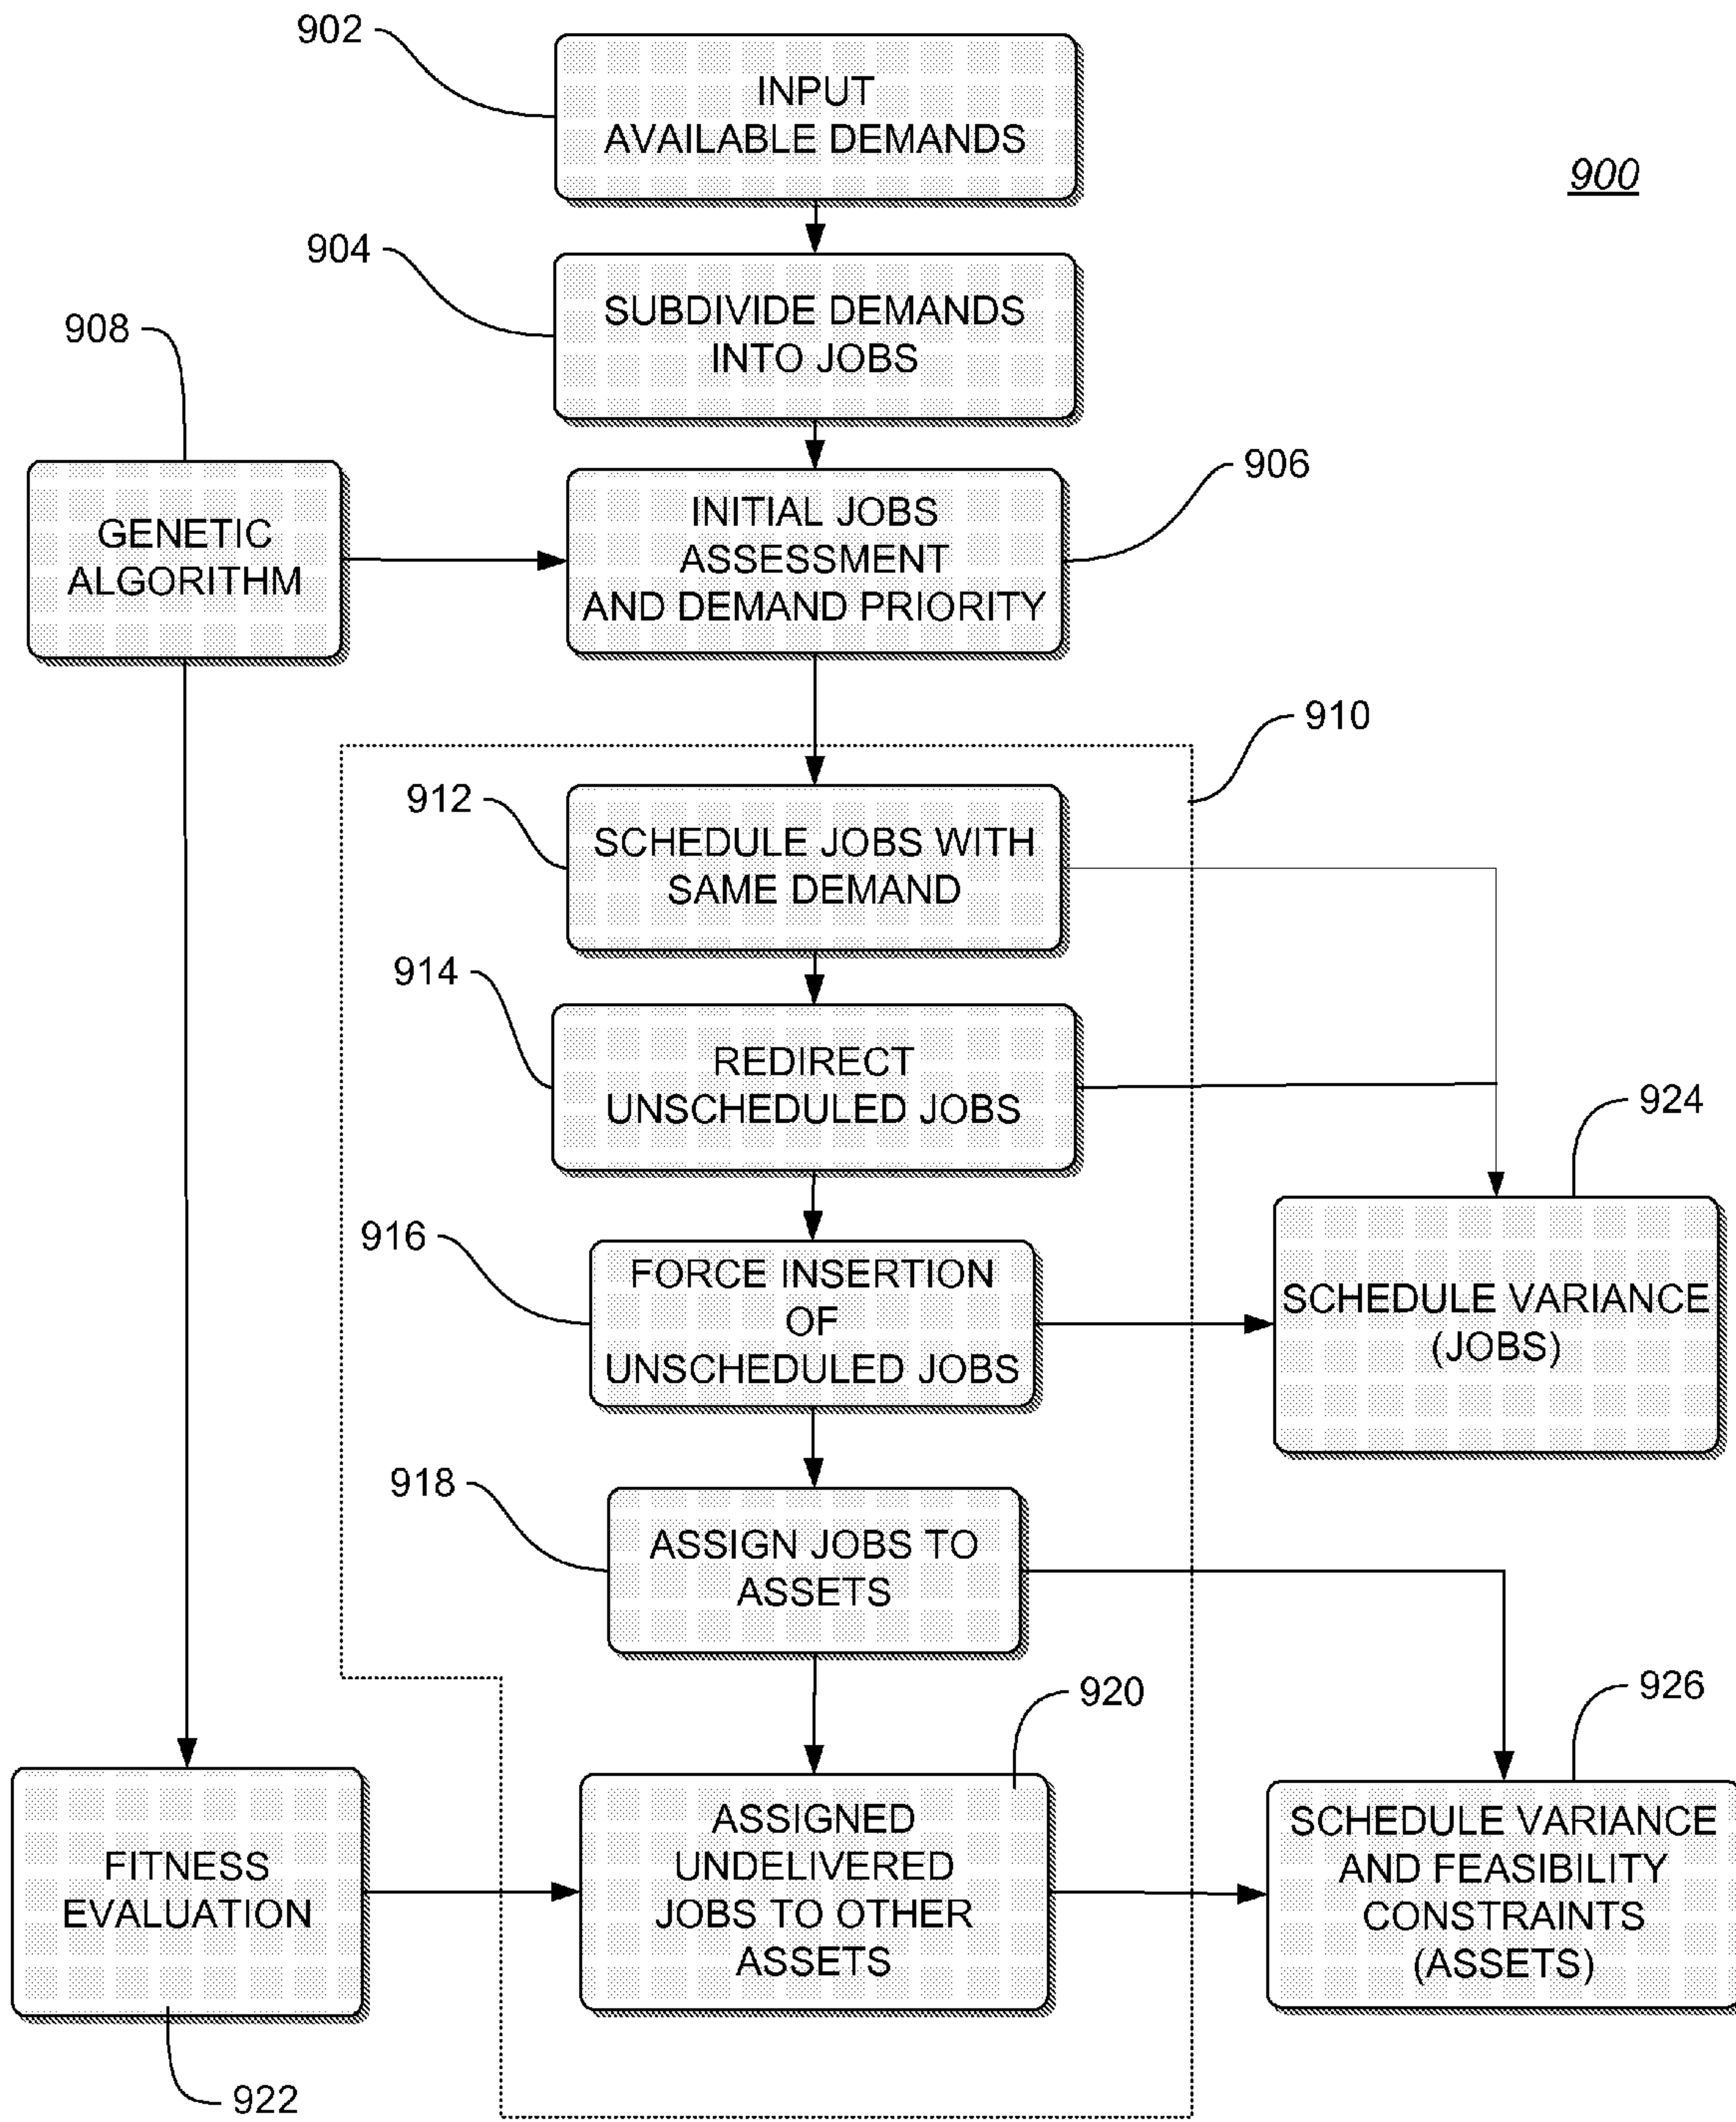 902
INPUT
AVAILABLE DEMANDS
900
904
SUBDIVIDE DEMANDS
INTO JOBS
908
GENETIC
ALGORITHM
906
INITIAL JOBS
ASSESSMENT
AND DEMAND PRIORITY
910
912
SCHEDULE JOBS WITH
SAME DEMAND
914
REDIRECT
UNSCHEDULED JOBS
924
SCHEDULE VARIANCE
(JOBS)
916
FORCE INSERTION
OF
UNSCHEDULED JOBS
918
ASSIGN JOBS TO
ASSETS
920
926
FITNESS
EVALUATION
922
ASSIGNED
UNDELIVERED
JOBS TO OTHER
ASSETS
SCHEDULE VARIANCE
AND FEASIBILITY
CONSTRAINTS
(ASSETS)